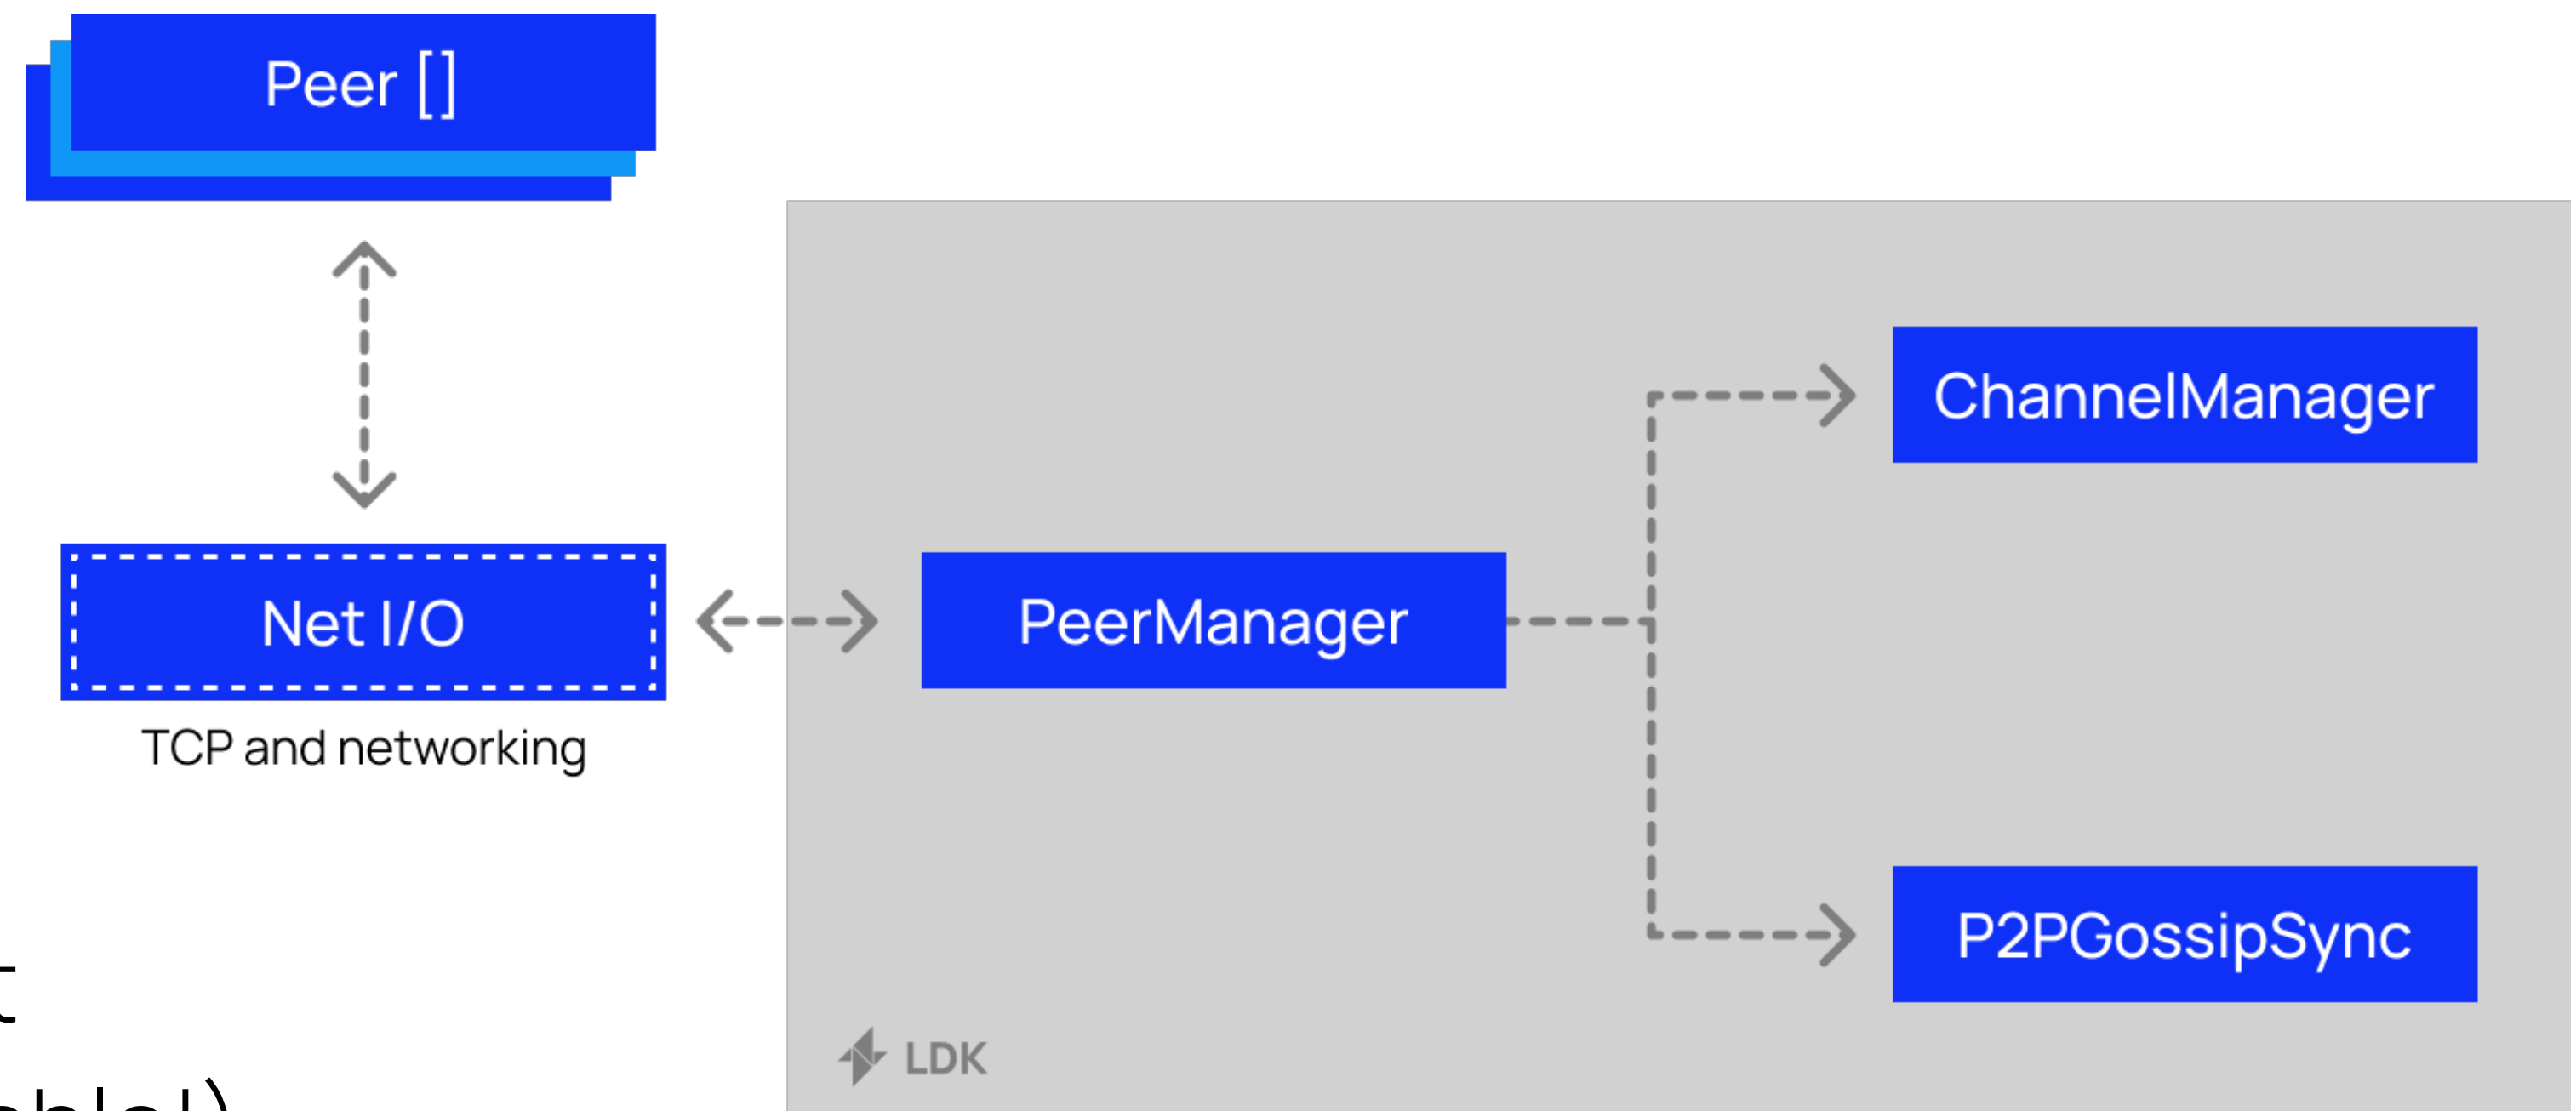 Peer []
ChannelManager
Net I/O
PeerManager
TCP and networking
P2PGossipSync
LDK